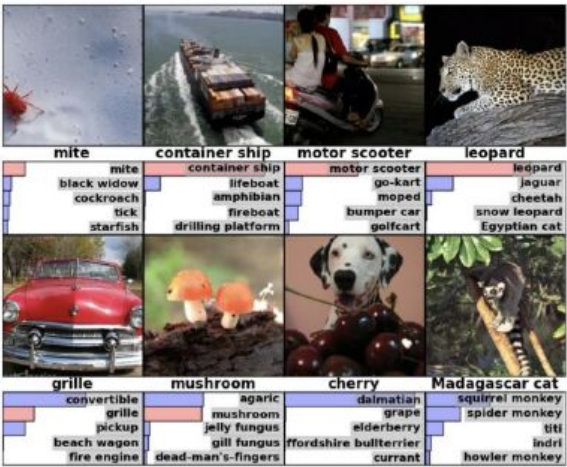 mite
container ship
motor scooter
leopard
mite
black widow
cockroach
tick
starfish
container ship
lifeboat
amphibian
fireboat
drilling platform
motor scooter
go-kart
moped
bumper car
golfcart
leopard
jaguar
cheetah
snow leopard
Egyptian cat
grille
mushroom
cherry
Madagascar cat
convertible
grille
pickup
beach wagon
fire engine
agaric
mushroom
jelly fungus
gill fungus
dead-man's-fingers
dalmatian
grape
elderberry
ffordshire bullterrier
currant
squirrel monkey
spider monkey
titi
indri
howler monkey